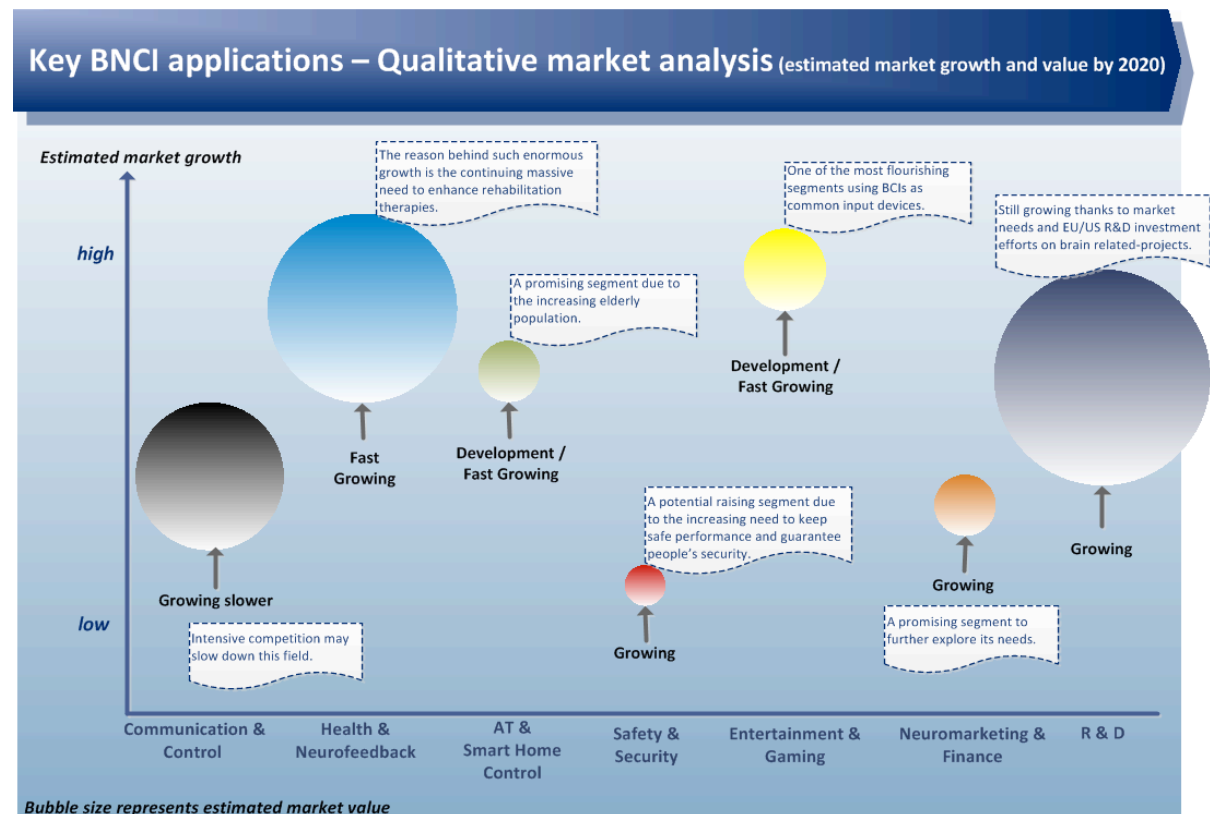 Key BNCI applications – Qualitative market analysis (estimated market growth and value by 2020)
Estimated market growth
high
low
The reason behind such enormous
growth is the continuing massive
need to enhance rehabilitation
therapies.
One of the most flourishing
segments using BCIs as
common input devices.
Still growing thanks to market
needs and EU/US R&D investment
efforts on brain related-projects.
A promising segment due to
the increasing elderly
population.
Development /
Fast Growing
Fast
Growing
Development /
Fast Growing
A potential raising segment due
to the increasing need to keep
safe performance and guarantee
people's security.
Growing
Growing slower
Growing
Growing
Intensive competition may
slow down this field.
A promising segment to
further explore its needs.
Communication &
Control
Health &
Neurofeedback
AT &
Smart Home
Control
Safety &
Security
Entertainment &
Gaming
Neuromarketing &
Finance
R & D
Bubble size represents estimated market value